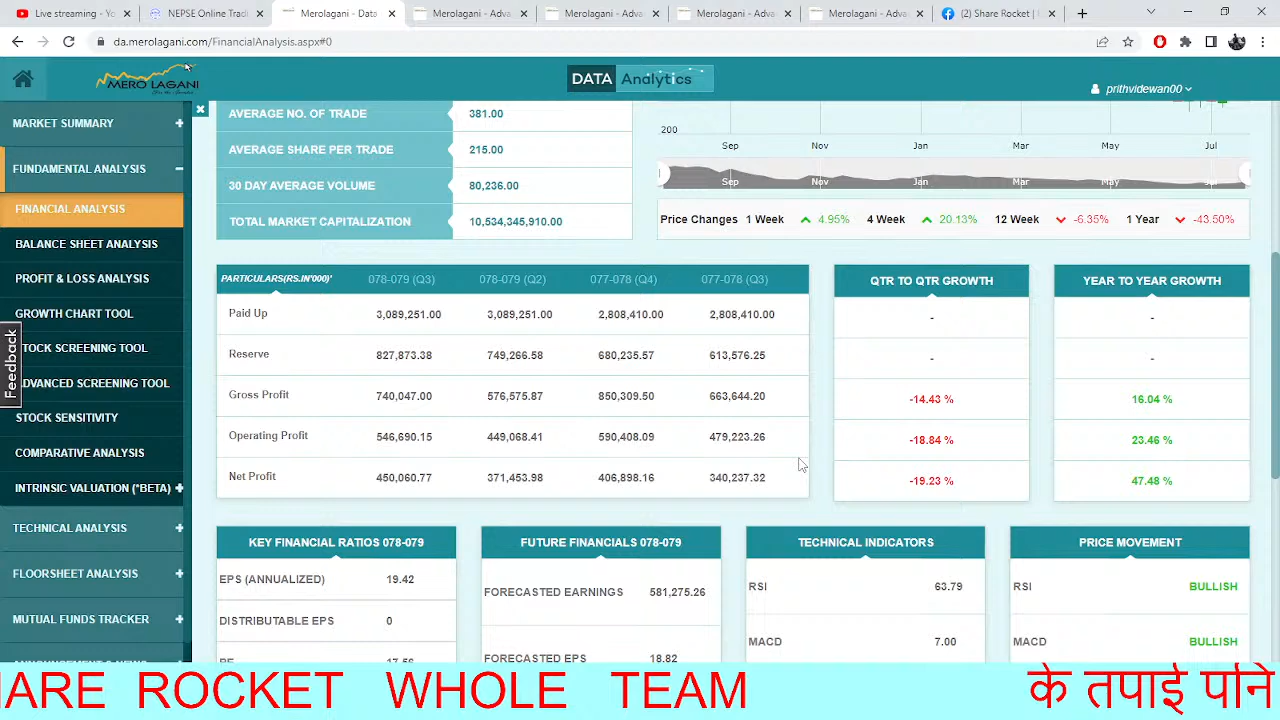 Live streaming - Yo
NEPSE Online Tradi
Merolagani - Data
Merolagani - Weekly
Merolagani -
Merolagani -
Merolagani -
(2) Share Rocket | L
da.merolagani.com/FinancialAnalysis.aspx#0
MERO LAGANI
DATA Analytics
prithvidewan00
MARKET SUMMARY +
FUNDAMENTAL ANALYSIS −
FINANCIAL ANALYSIS
BALANCE SHEET ANALYSIS
PROFIT & LOSS ANALYSIS
GROWTH CHART TOOL
STOCK SCREENING TOOL
ADVANCED SCREENING TOOL
STOCK SENSITIVITY
COMPARATIVE ANALYSIS
INTRINSIC VALUATION (*BETA) +
TECHNICAL ANALYSIS +
FLOORSHEET ANALYSIS +
MUTUAL FUNDS TRACKER +
Feedback
AVERAGE NO. OF TRADE 381.00
AVERAGE SHARE PER TRADE 215.00
30 DAY AVERAGE VOLUME 80,236.00
TOTAL MARKET CAPITALIZATION 10,534,345,910.00
200
Sep Nov Jan Mar May Jul
Sep Nov Jan Mar May Jul
Price Changes 1 Week 4.95% 4 Week 20.13% 12 Week -6.35% 1 Year -43.50%
PARTICULARS(RS.IN'000)' 078-079 (Q3) 078-079 (Q2) 077-078 (Q4) 077-078 (Q3)
Paid Up 3,089,251.00 3,089,251.00 2,808,410.00 2,808,410.00
Reserve 827,873.38 749,266.58 680,235.57 613,576.25
Gross Profit 740,047.00 576,575.87 850,309.50 663,644.20
Operating Profit 546,690.15 449,068.41 590,408.09 479,223.26
Net Profit 450,060.77 371,453.98 406,898.16 340,237.32
QTR TO QTR GROWTH
-
-
-14.43 %
-18.84 %
-19.23 %
YEAR TO YEAR GROWTH
-
-
16.04 %
23.46 %
47.48 %
KEY FINANCIAL RATIOS 078-079
EPS (ANNUALIZED) 19.42
DISTRIBUTABLE EPS 0
PE 17.56
FUTURE FINANCIALS 078-079
FORECASTED EARNINGS 581,275.26
FORECASTED EPS 18.82
TECHNICAL INDICATORS
RSI 63.79
MACD 7.00
PRICE MOVEMENT
RSI BULLISH
MACD BULLISH
HARE ROCKET WHOLE TEAM के तपाई पनि